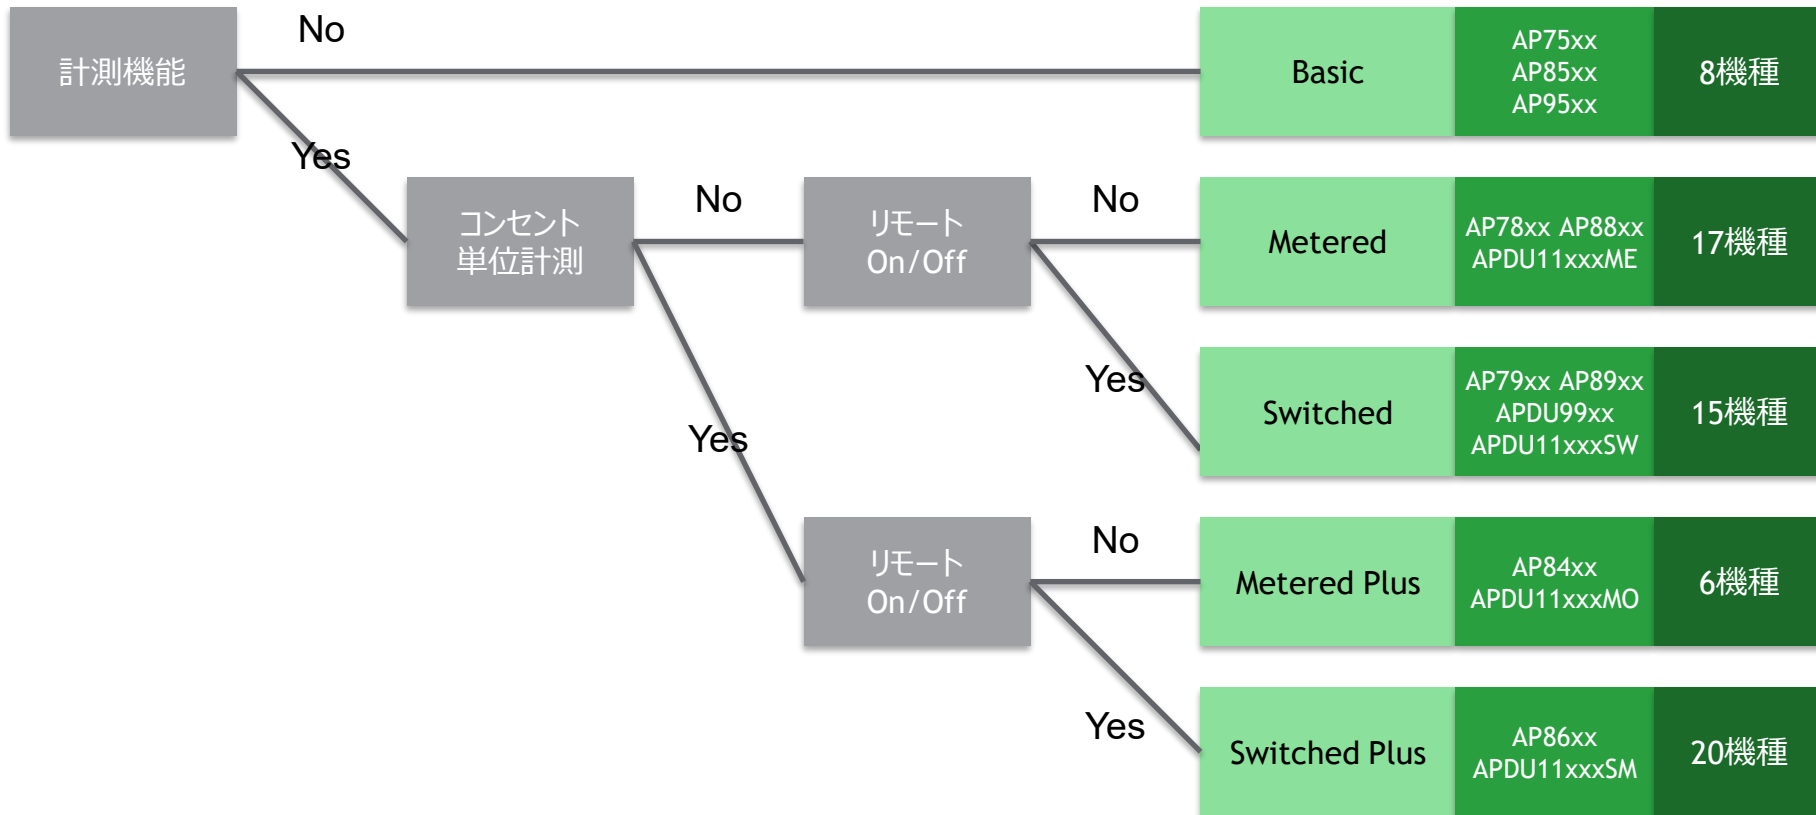 計測機能
No
Yes
Basic
AP75xx
AP85xx
AP95xx
8機種
コンセント
単位計測
No
Yes
リモート
On/Off
No
Yes
Metered
AP78xx AP88xx
APDU11xxxME
17機種
Switched
AP79xx AP89xx
APDU99xx
APDU11xxxSW
15機種
リモート
On/Off
No
Yes
Metered Plus
AP84xx
APDU11xxxMO
6機種
Switched Plus
AP86xx
APDU11xxxSM
20機種